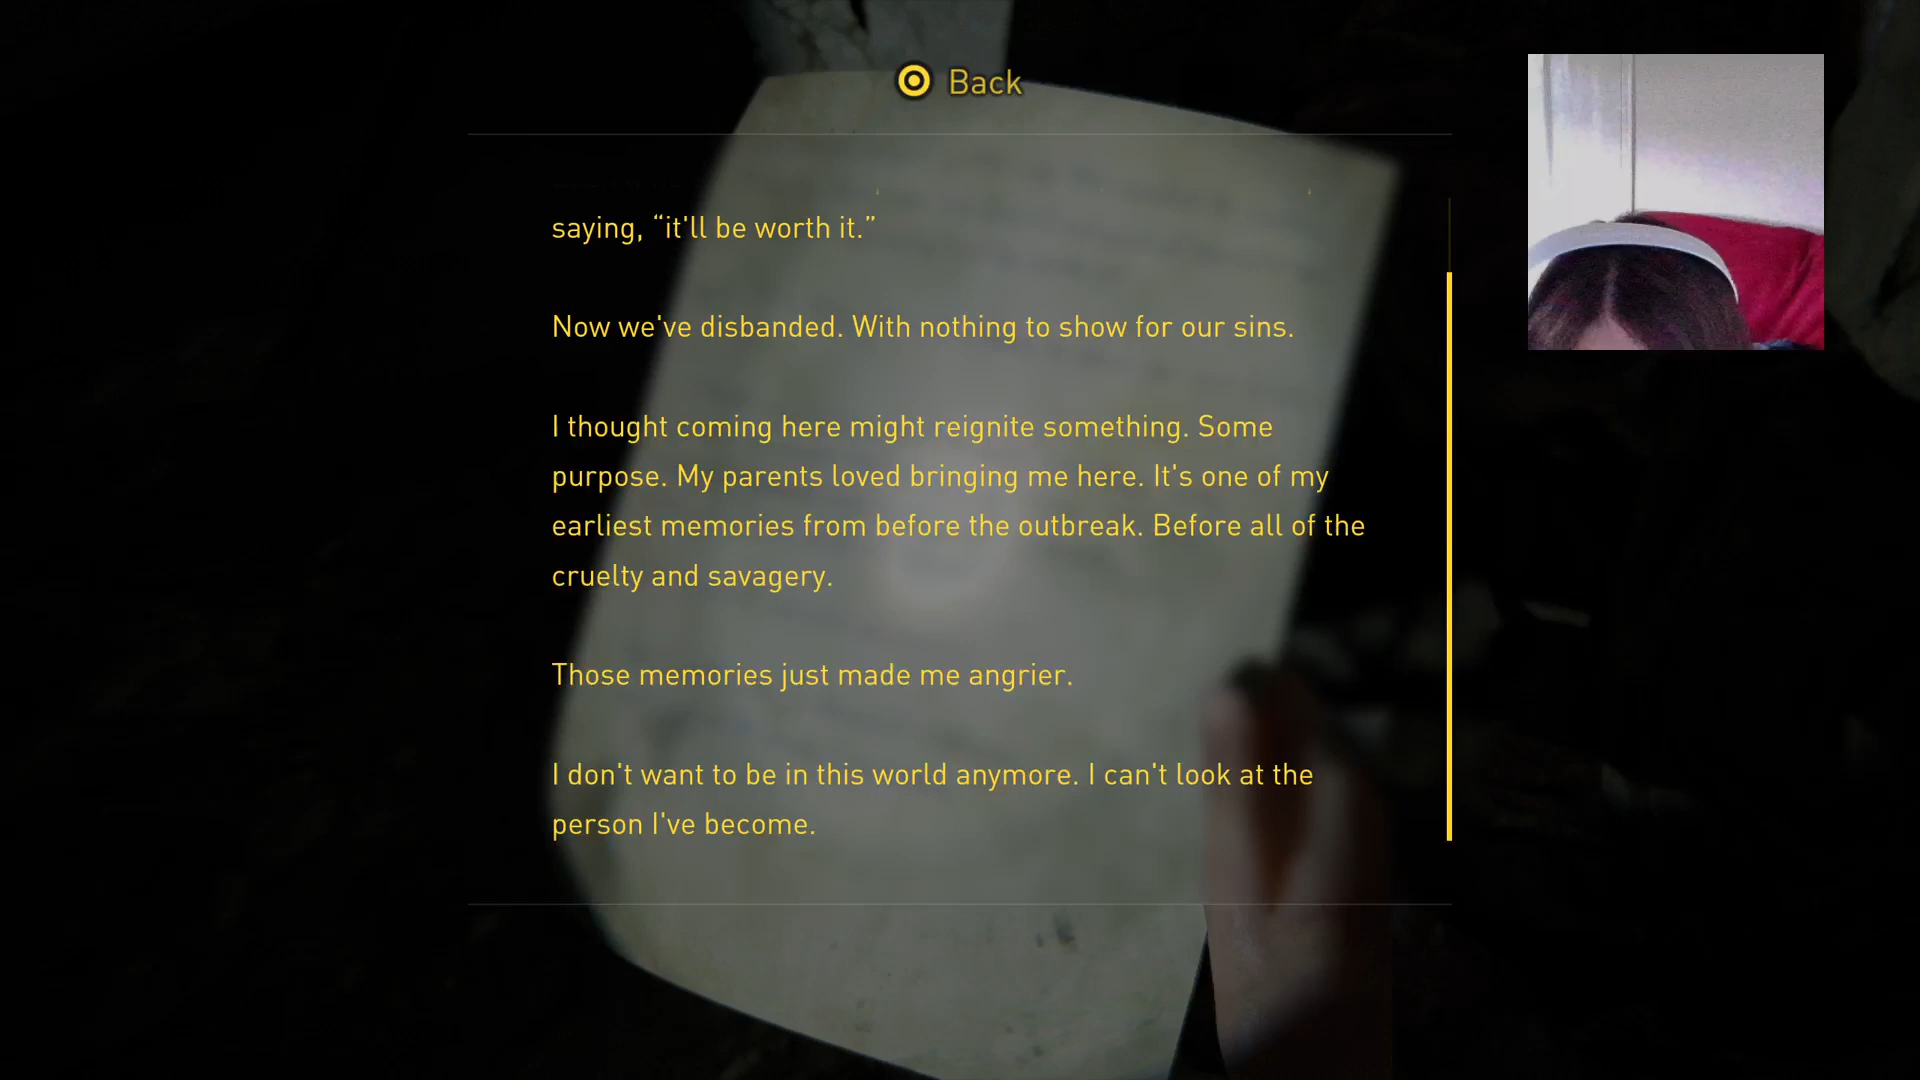 Back
saying, “it'll be worth it.”
Now we've disbanded. With nothing to show for our sins.
I thought coming here might reignite something. Some
purpose. My parents loved bringing me here. It's one of my
earliest memories from before the outbreak. Before all of the
cruelty and savagery.
Those memories just made me angrier.
I don't want to be in this world anymore. I can't look at the
person I've become.